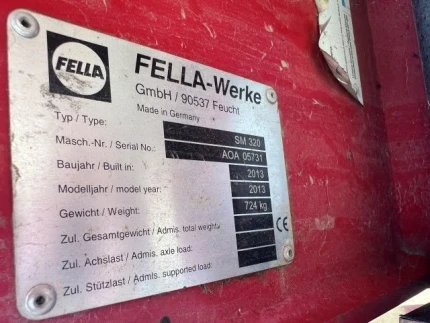 FELLA
FELLA-Werke
GmbH / 90537 Feucht
Made in Germany
Typ / Type: SM 320
Masch.-Nr. / Serial No.: AOA 05731
Baujahr / Built in: 2013
Modelljahr / model year: 2013
Gewicht / Weight: 724 kg
Zul. Gesamtgewicht / Admis. total weight:
Zul. Achslast / Admis. axle load:
Zul. Stützlast / Admis. supported load:
CE